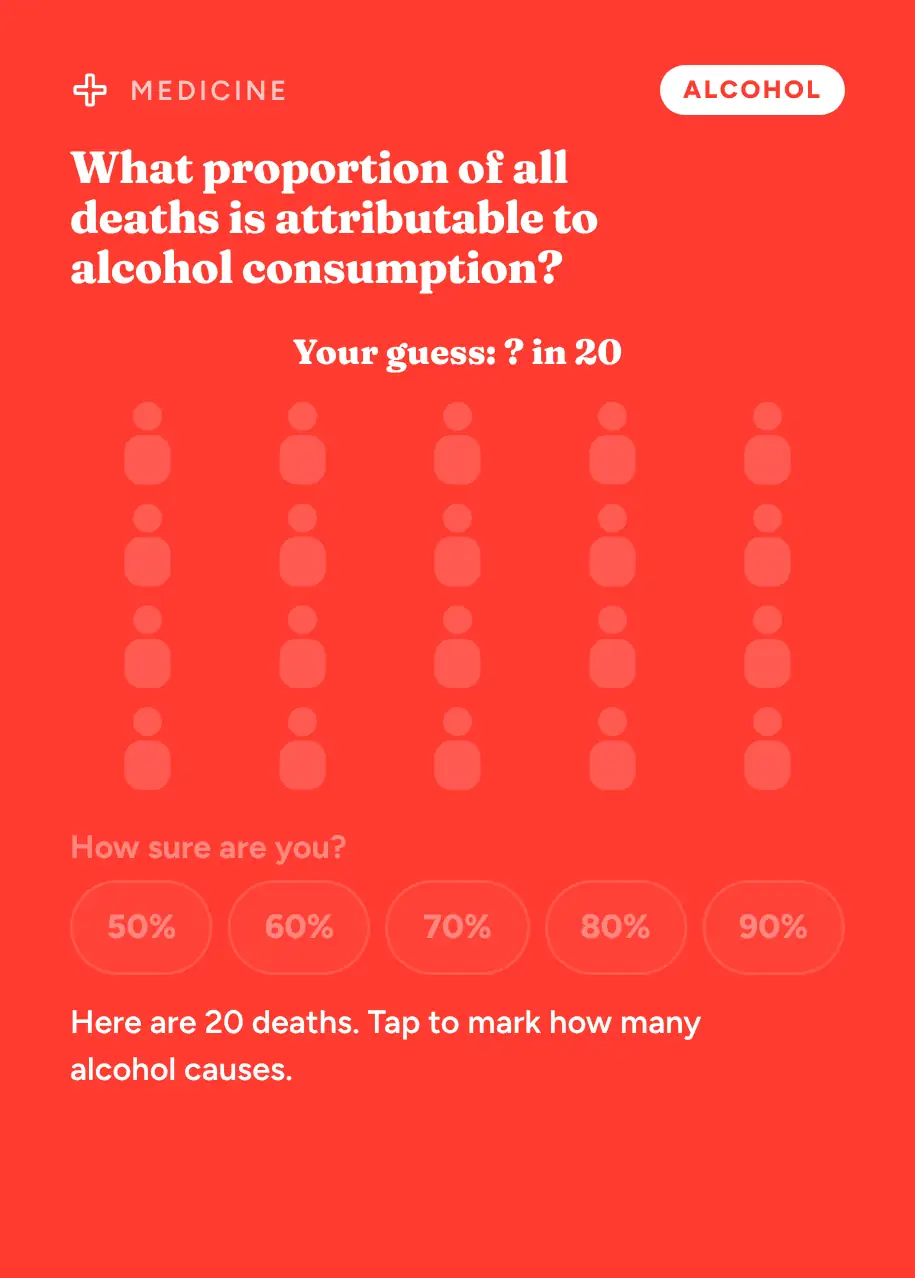 MEDICINE
ALCOHOL
What proportion of all
deaths is attributable to
alcohol consumption?
Your guess: ? in 20
How sure are you?
50% 60% 70% 80% 90%
Here are 20 deaths. Tap to mark how many
alcohol causes.